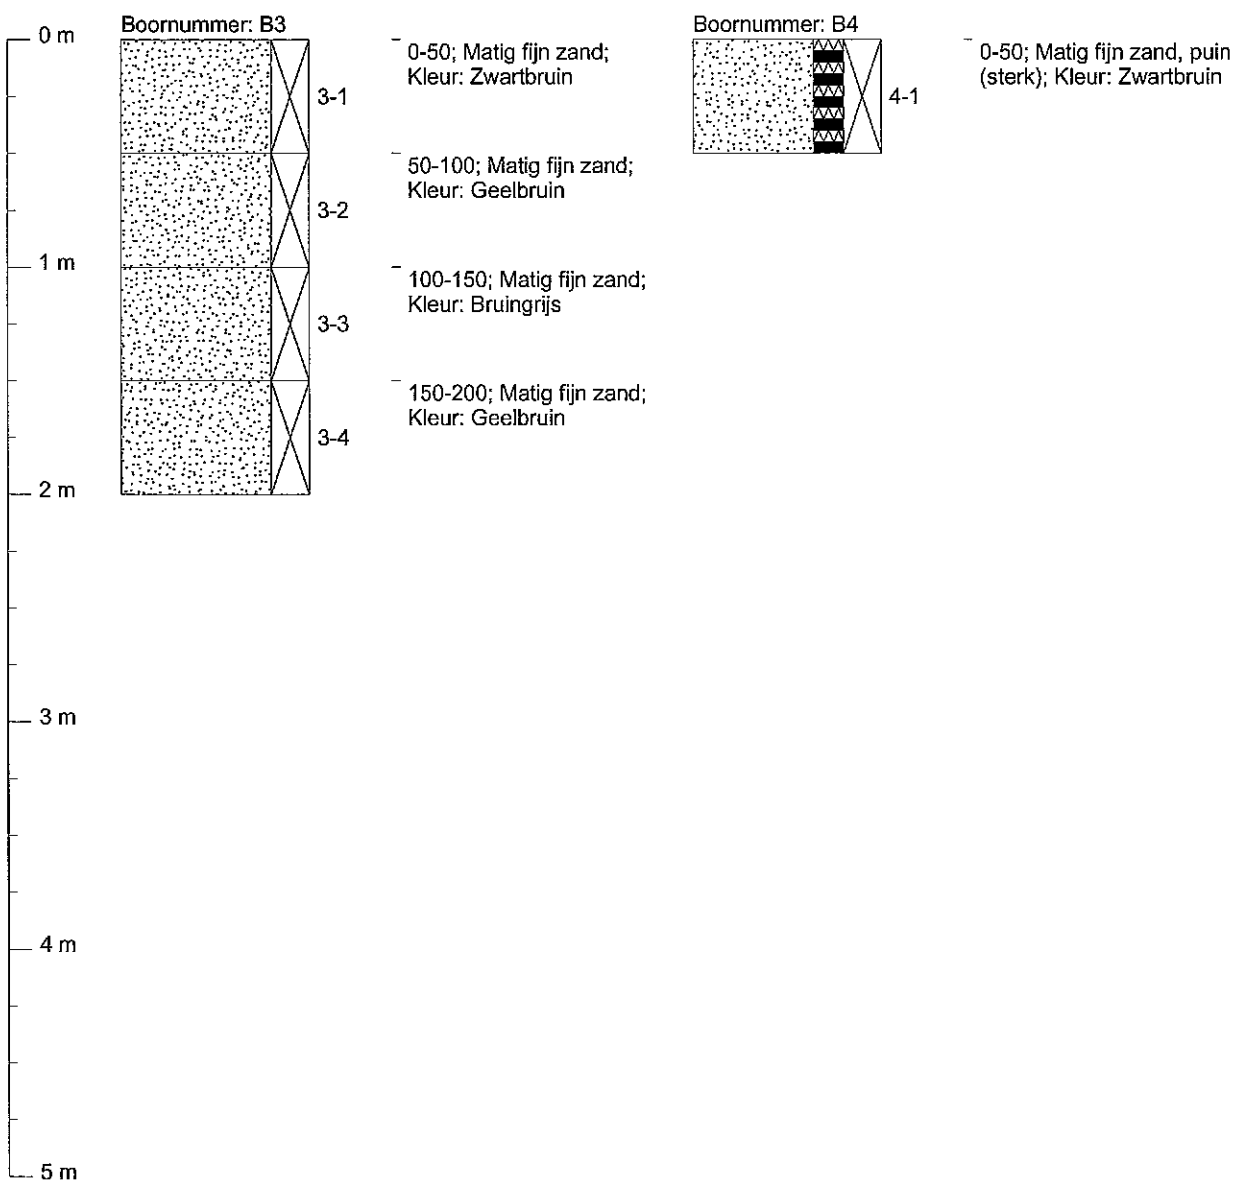 Boornummer: B3
0 m
0-50; Matig fijn zand;
Kleur: Zwartbruin
3-1
50-100; Matig fijn zand;
Kleur: Geelbruin
3-2
1 m
100-150; Matig fijn zand;
Kleur: Bruingrijs
3-3
150-200; Matig fijn zand;
Kleur: Geelbruin
3-4
2 m
3 m
4 m
5 m
Boornummer: B4
0-50; Matig fijn zand, puin
(sterk); Kleur: Zwartbruin
4-1